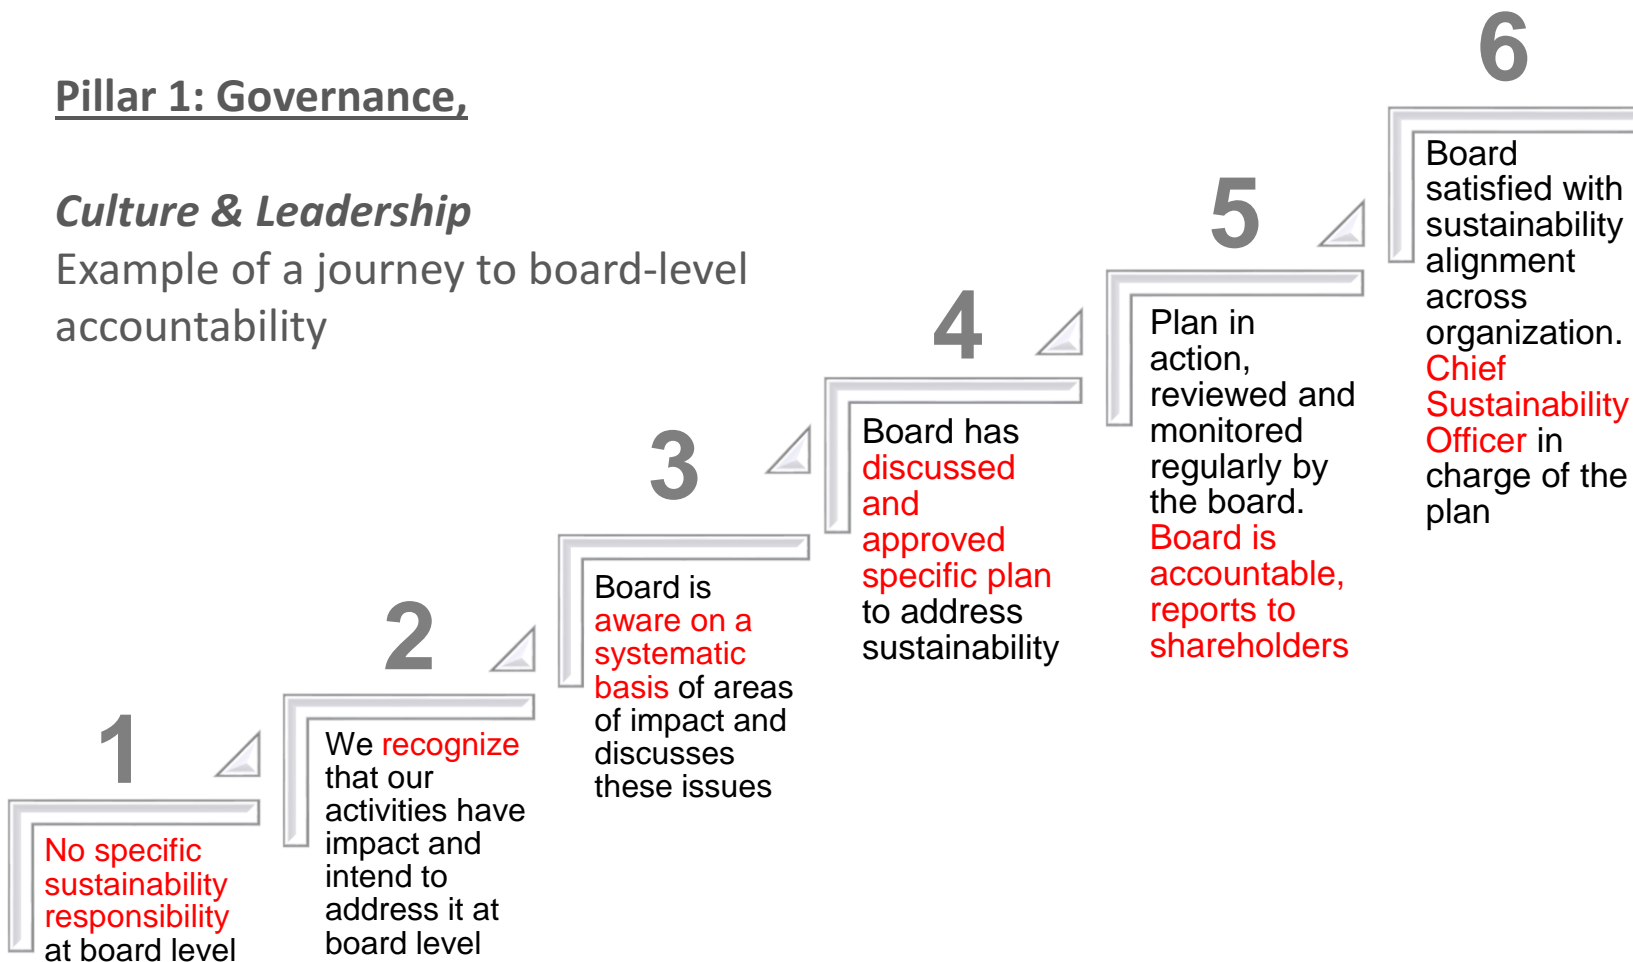 Pillar 1: Governance,
Culture & Leadership
Example of a journey to board-level
accountability
1
No specific
sustainability
responsibility
at board level
2
We recognize
that our
activities have
impact and
intend to
address it at
board level
3
Board is
aware on a
systematic
basis of areas
of impact and
discusses
these issues
4
Board has
discussed
and
approved
specific plan
to address
sustainability
5
Plan in
action,
reviewed and
monitored
regularly by
the board.
Board is
accountable,
reports to
shareholders
6
Board
satisfied with
sustainability
alignment
across
organization.
Chief
Sustainability
Officer in
charge of the
plan